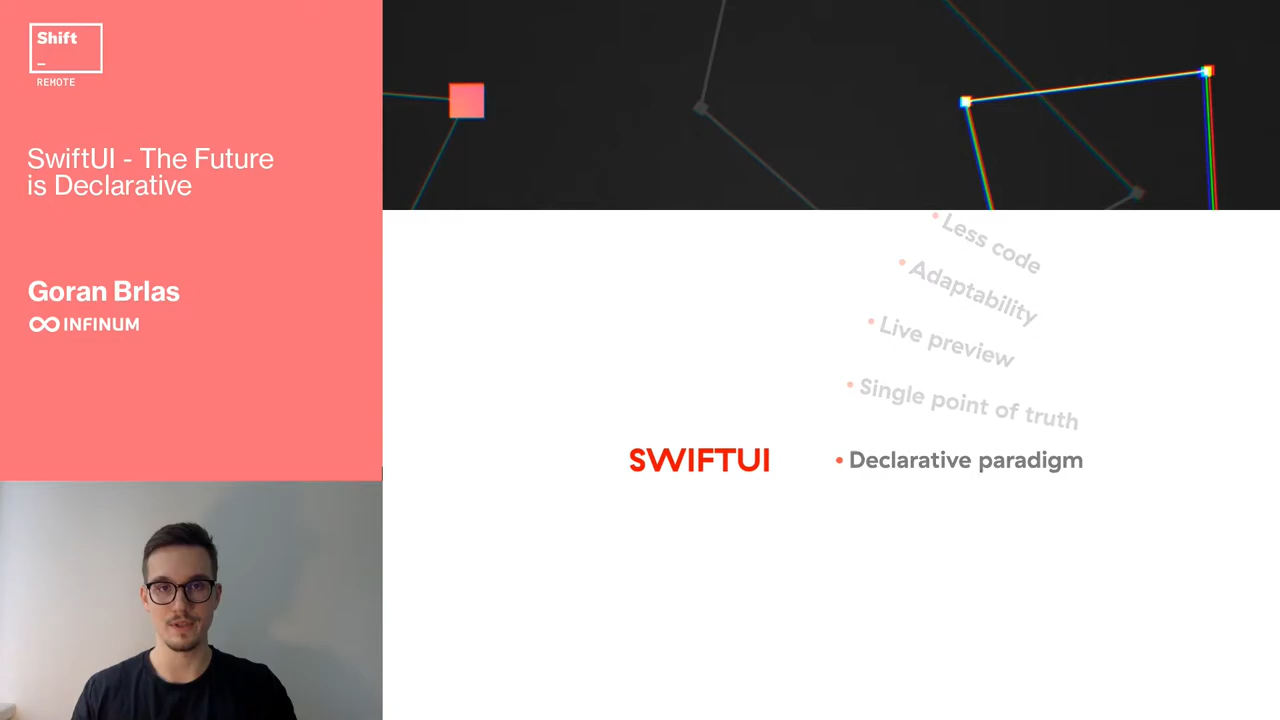 Shift
_
REMOTE
SwiftUI - The Future
is Declarative
Goran Brlas
INFINUM
• Less code
• Adaptability
• Live preview
• Single point of truth
SWIFTUI
• Declarative paradigm